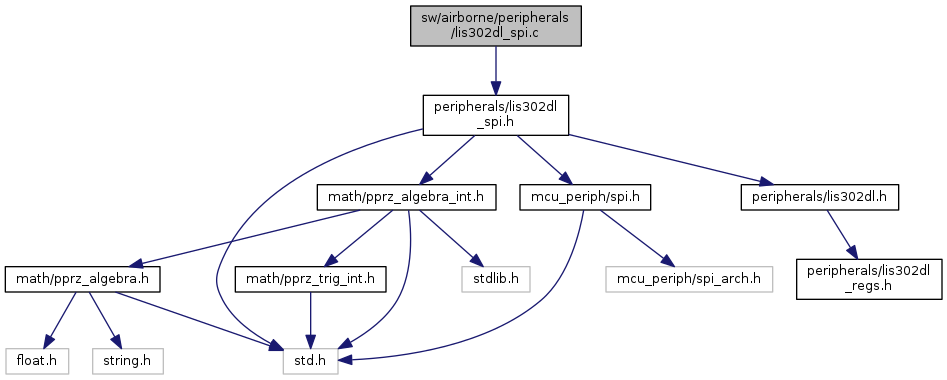 sw/airborne/peripherals
/lis302dl_spi.c
peripherals/lis302dl
_spi.h
math/pprz_algebra_int.h
mcu_periph/spi.h
peripherals/lis302dl.h
math/pprz_algebra.h
math/pprz_trig_int.h
stdlib.h
mcu_periph/spi_arch.h
peripherals/lis302dl
_regs.h
float.h
string.h
std.h